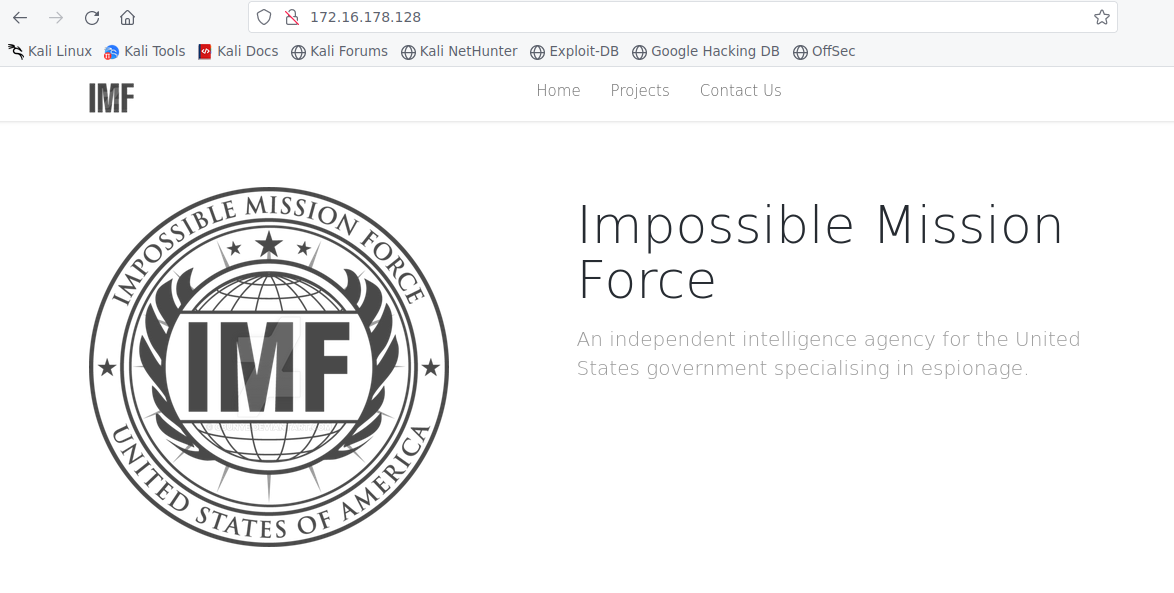 172.16.178.128
Kali Linux Kali Tools Kali Docs Kali Forums Kali NetHunter Exploit-DB Google Hacking DB OffSec
IMF Home Projects Contact Us
IMPOSSIBLE MISSION FORCE
IMF
UNITED STATES OF AMERICA
Impossible Mission
Force
An independent intelligence agency for the United
States government specialising in espionage.